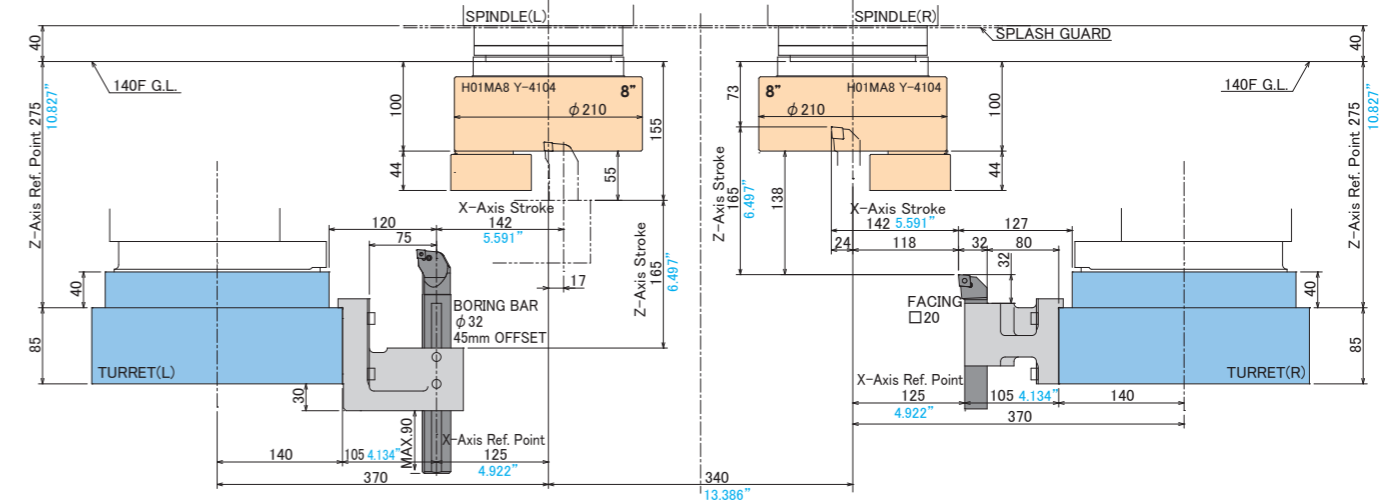 SPINDLE(L)
SPINDLE(R)
SPLASH GUARD
40
40
140F G.L.
140F G.L.
H01MA8 Y-4104
8"
φ210
8"
H01MA8 Y-4104
φ210
100
44
155
55
73
100
44
Z-Axis Ref. Point 275
10.827"
Z-Axis Ref. Point 275
10.827"
Z-Axis Stroke
165
6.497"
138
X-Axis Stroke
142
5.591"
120
75
17
Z-Axis Stroke
165
6.497"
X-Axis Stroke
142 5.591"
127
24
118
32
80
32
40
85
40
85
BORING BAR
φ32
45mm OFFSET
FACING
□20
TURRET(L)
TURRET(R)
30
MAX.90
X-Axis Ref. Point
125
4.922"
140
105 4.134"
370
X-Axis Ref. Point
125
4.922"
105 4.134"
140
370
340
13.386"